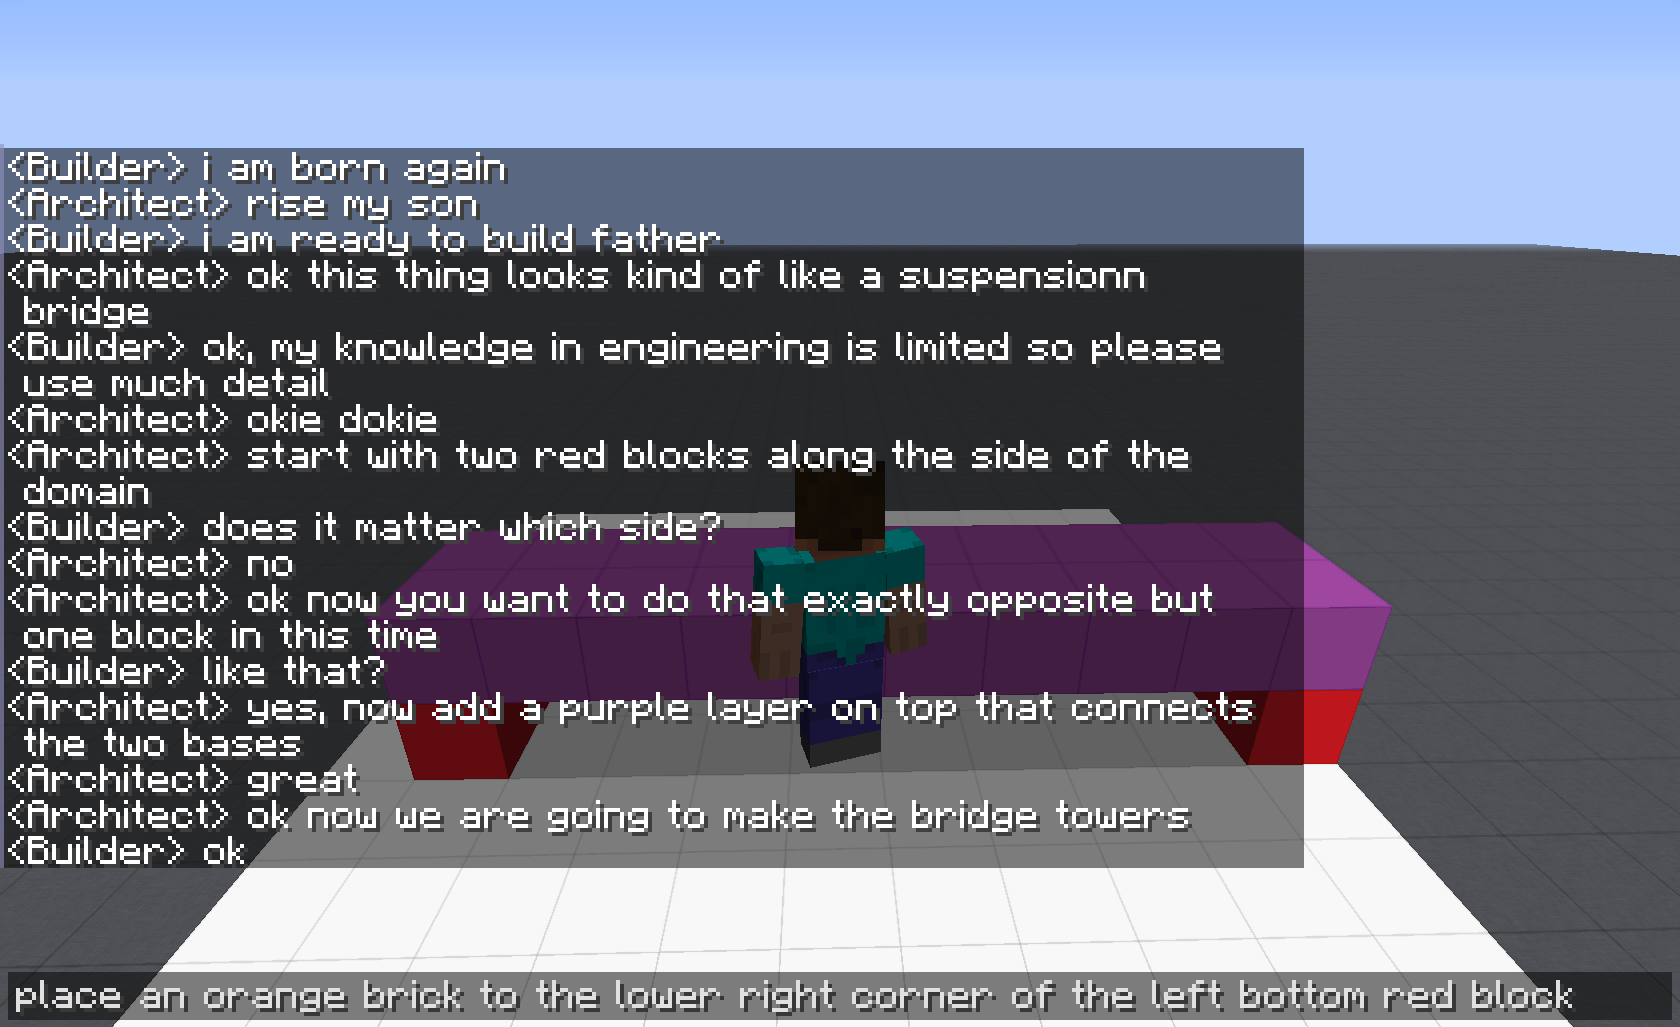 <Builder> i am born again
<Architect> rise my son
<Builder> i am ready to build father
<Architect> ok this thing looks kind of like a suspensionn
bridge
<Builder> ok, my knowledge in engineering is limited so please
use much detail
<Architect> okie dokie
<Architect> start with two red blocks along the side of the
domain
<Builder> does it matter which side?
<Architect> no
<Architect> ok now you want to do that exactly opposite but
one block in this time
<Builder> like that?
<Architect> yes, now add a purple layer on top that connects
the two bases
<Architect> great
<Architect> ok now we are going to make the bridge towers
<Builder> ok
place an orange brick to the lower right corner of the left bottom red block